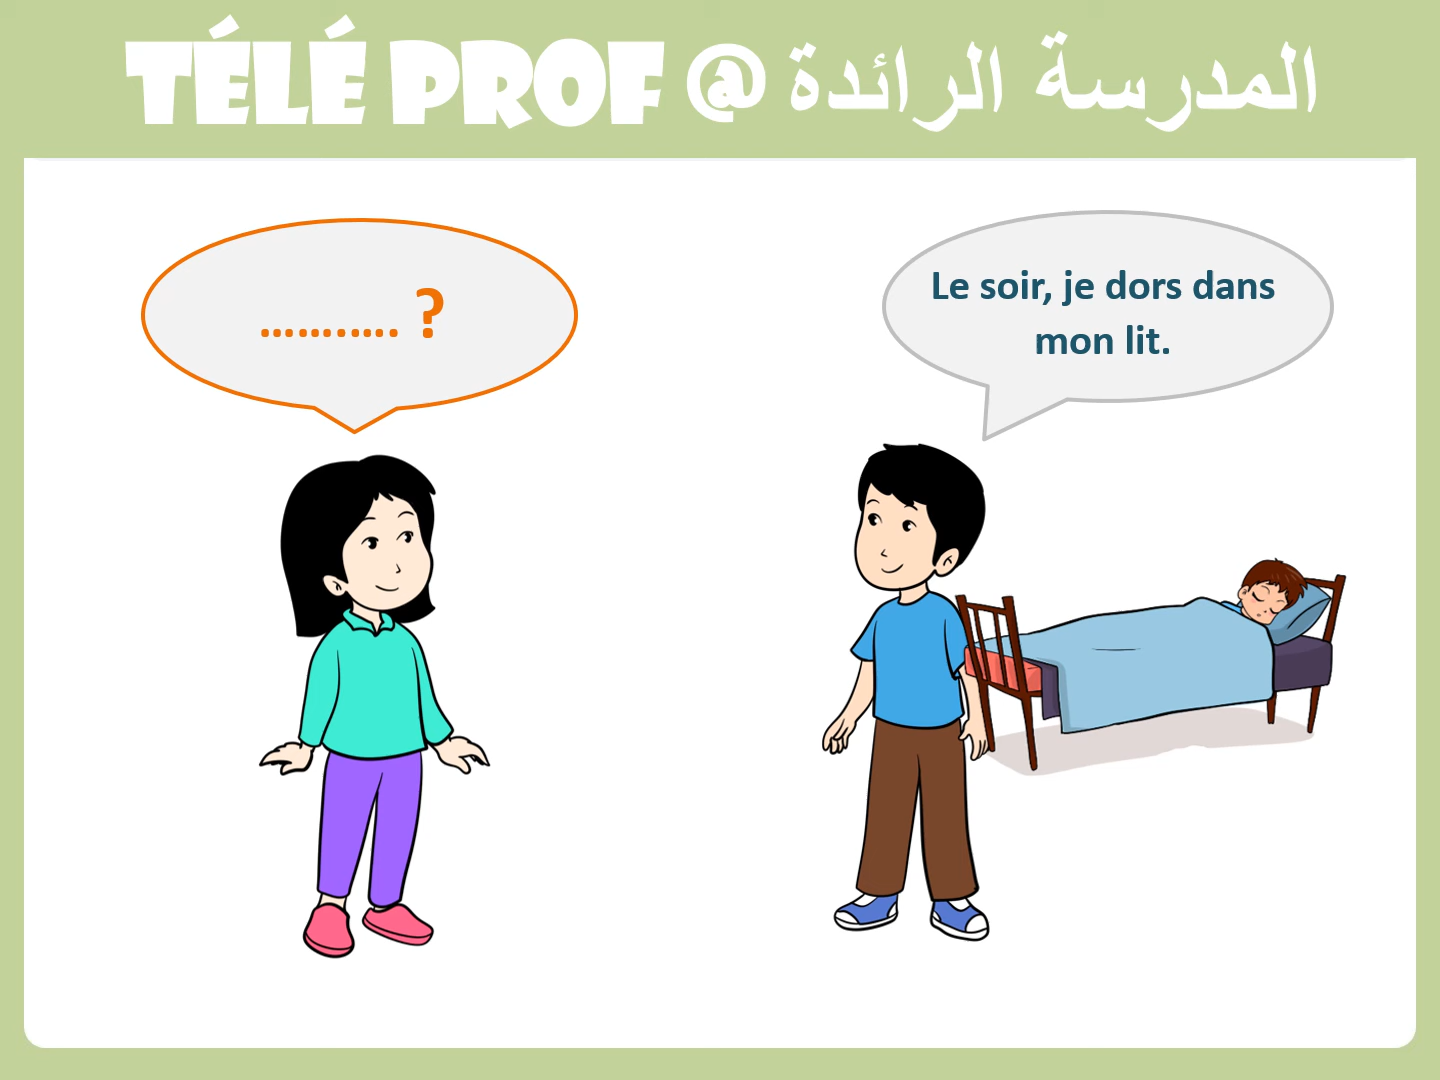 TÉLÉ PROF @ المدرسة الرائدة
........... ?
Le soir, je dors dans
mon lit.